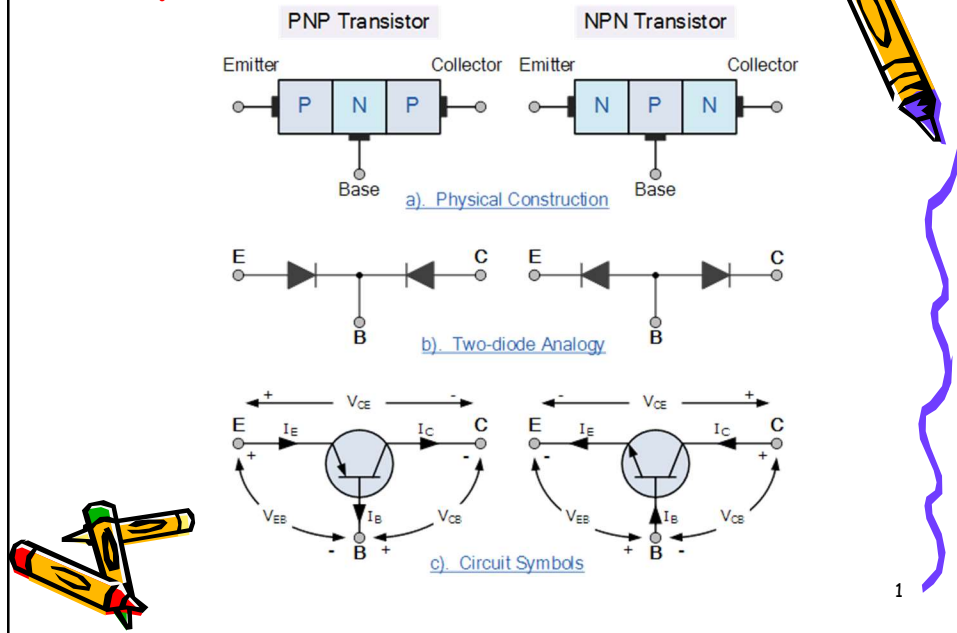 PNP Transistor NPN Transistor
Emitter Collector Emitter Collector
P N P N P N
Base Base
a). Physical Construction
E C E C
B B
b). Two-diode Analogy
+ VCE - - VCE +
E IE IC C E IE IC C
+ - - +
VEB IB VCB VEB IB VCB
- B + + B -
c). Circuit Symbols
1